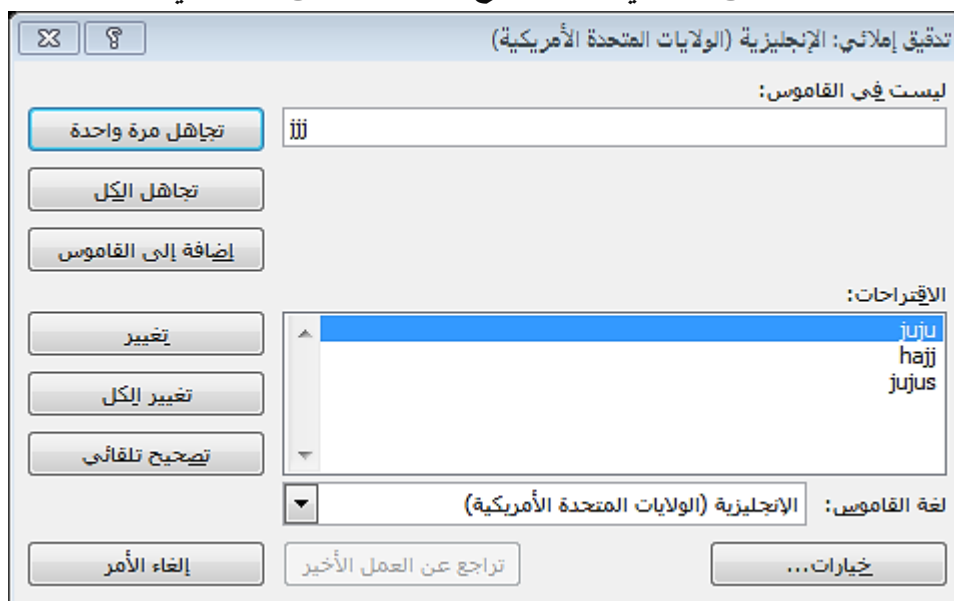 تدقيق إملائي: الإنجليزية (الولايات المتحدة الأمريكية)
ليست في القاموس:
jjj
تجاهل مرة واحدة
تجاهل الكل
إضافة إلى القاموس
الاقتراحات:
juju
hajj
jujus
تغيير
تغيير الكل
تصحيح تلقائي
لغة القاموس: الإنجليزية (الولايات المتحدة الأمريكية)
خيارات...
تراجع عن العمل الأخير
إلغاء الأمر